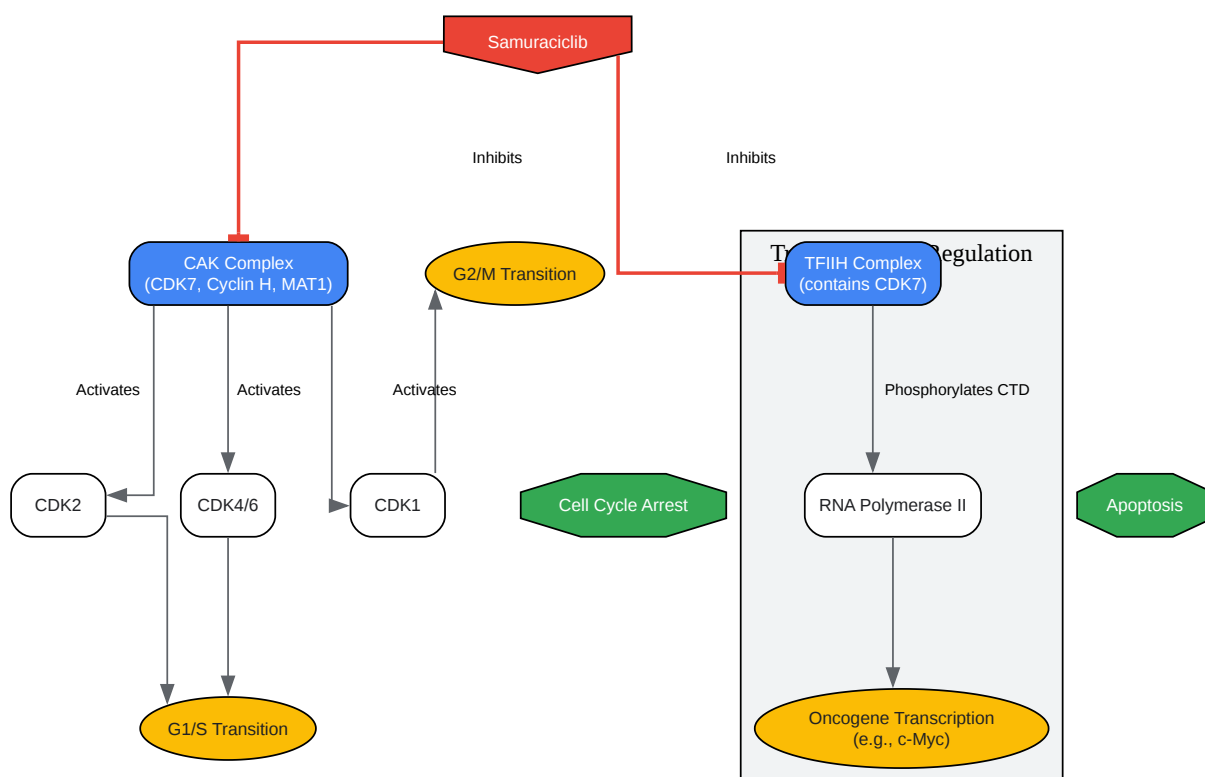 Samuraciclib
Inhibits
Inhibits
CAK Complex
(CDK7, Cyclin H, MAT1)
G2/M Transition
Regulation
TFIIH Complex
(contains CDK7)
Activates
Activates
Activates
Phosphorylates CTD
CDK2
CDK4/6
CDK1
Cell Cycle Arrest
RNA Polymerase II
Apoptosis
G1/S Transition
Oncogene Transcription
(e.g., c-Myc)